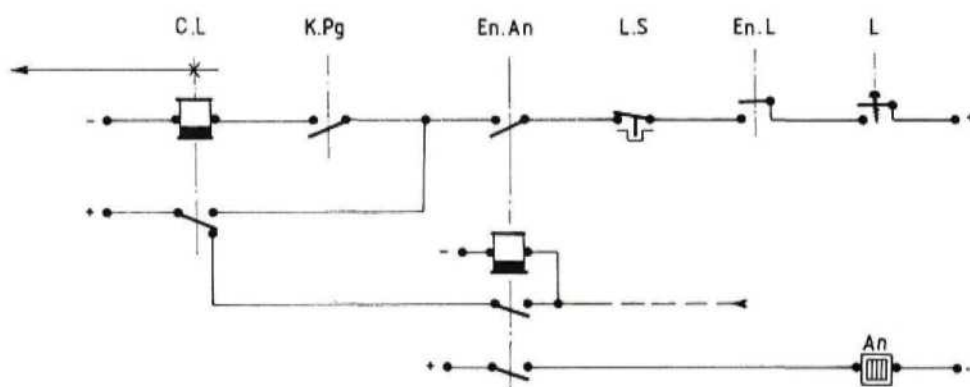 C.L K.Pg En.An L.S En.L L
- +
+
-
An
+ -